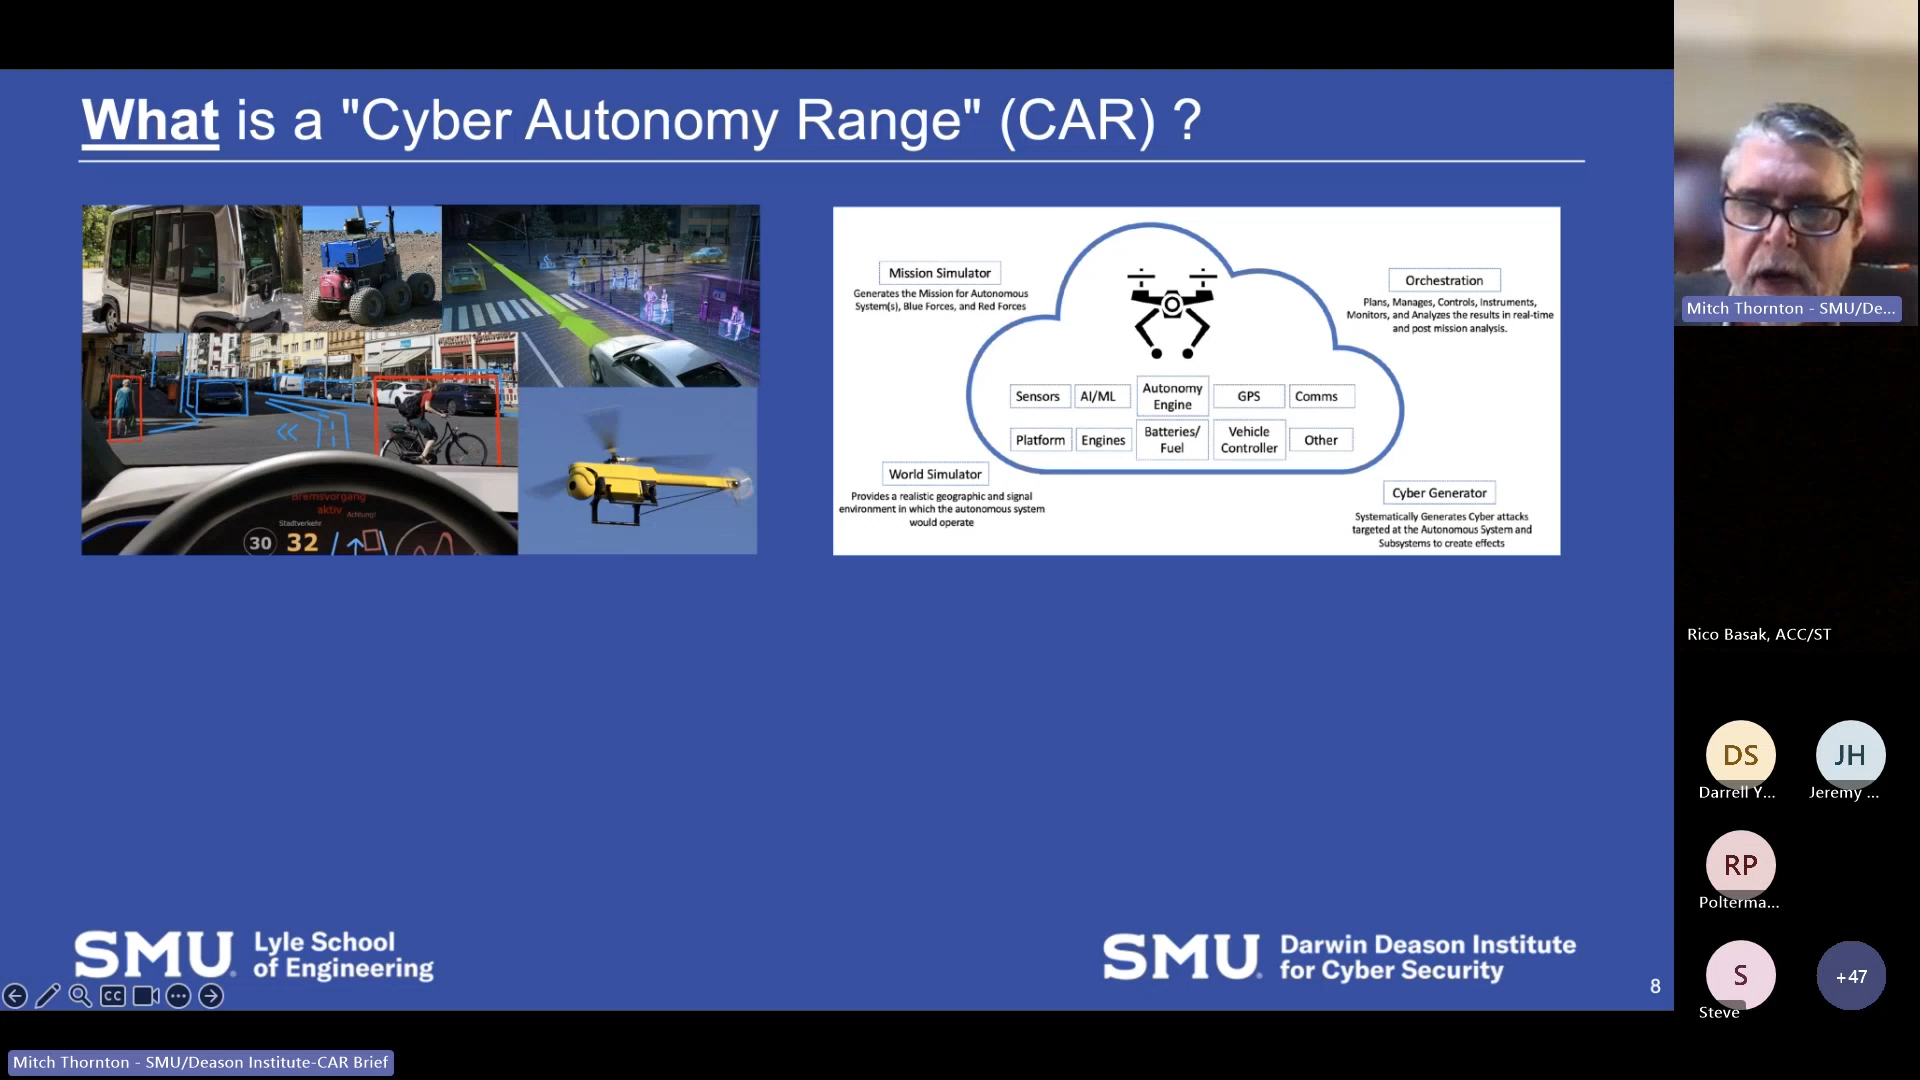 What is a "Cyber Autonomy Range" (CAR) ?
Bremsvorgang
aktiv
Achtung!
Stadtverkehr
30
32
Mission Simulator
Generates the Mission for Autonomous
System(s), Blue Forces, and Red Forces
Orchestration
Plans, Manages, Controls, Instruments,
Monitors, and Analyzes the results in real-time
and post mission analysis.
Sensors
AI/ML
Autonomy
Engine
GPS
Comms
Platform
Engines
Batteries/
Fuel
Vehicle
Controller
Other
World Simulator
Provides a realistic geographic and signal
environment in which the autonomous system
would operate
Cyber Generator
Systematically Generates Cyber attacks
targeted at the Autonomous System and
Subsystems to create effects
SMU
Lyle School
of Engineering
SMU
Darwin Deason Institute
for Cyber Security
8
CC
Mitch Thornton - SMU/Deason Institute-CAR Brief
Mitch Thornton - SMU/De...
Rico Basak, ACC/ST
DS
Darrell Y...
JH
Jeremy ...
RP
Polterma...
S
Steve
+47